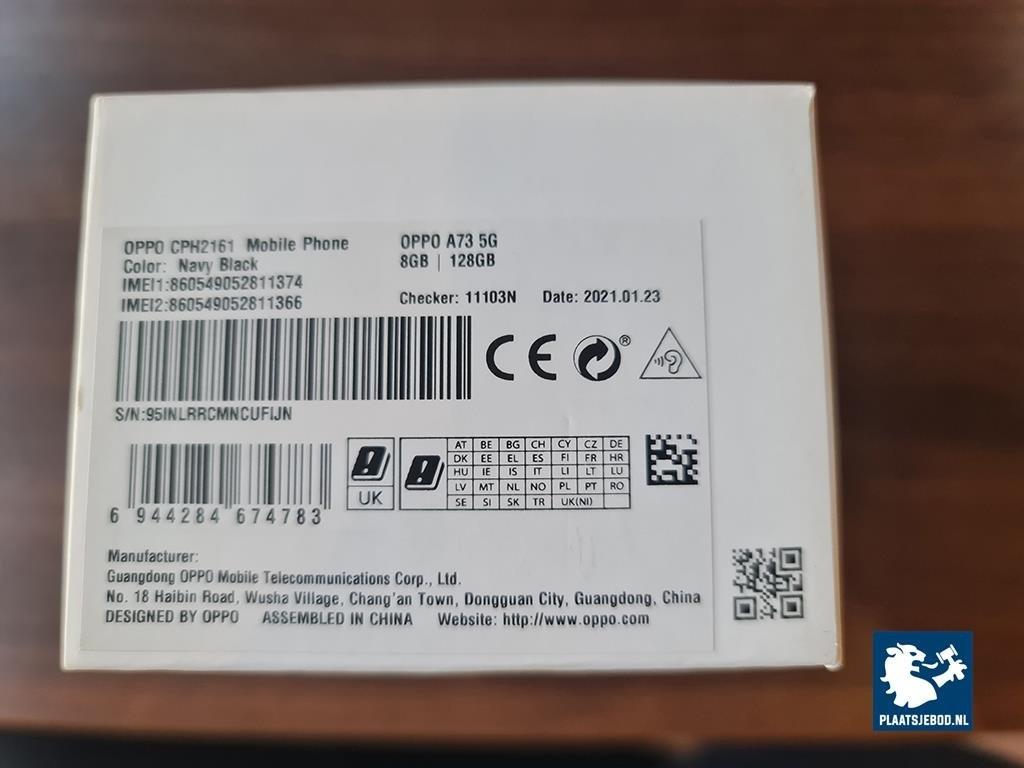 OPPO CPH2161 Mobile Phone
OPPO A73 5G
Color: Navy Black
8GB | 128GB
IMEI1:860549052811374
IMEI2:860549052811366
Checker: 11103N Date: 2021.01.23
CE
®
S/N:95INLRRCMNCUFIJN
UK
AT BE BG CH CY CZ DE
DK EE EL ES FI FR HR
HU IE IS IT LI LT LU
LV MT NL NO PL PT RO
SE SI SK TR UK(NI)
6 944284 674783
Manufacturer:
Guangdong OPPO Mobile Telecommunications Corp., Ltd.
No. 18 Haibin Road, Wusha Village, Chang'an Town, Dongguan City, Guangdong, China
DESIGNED BY OPPO ASSEMBLED IN CHINA Website: http://www.oppo.com
PLAATSJEBOD.NL